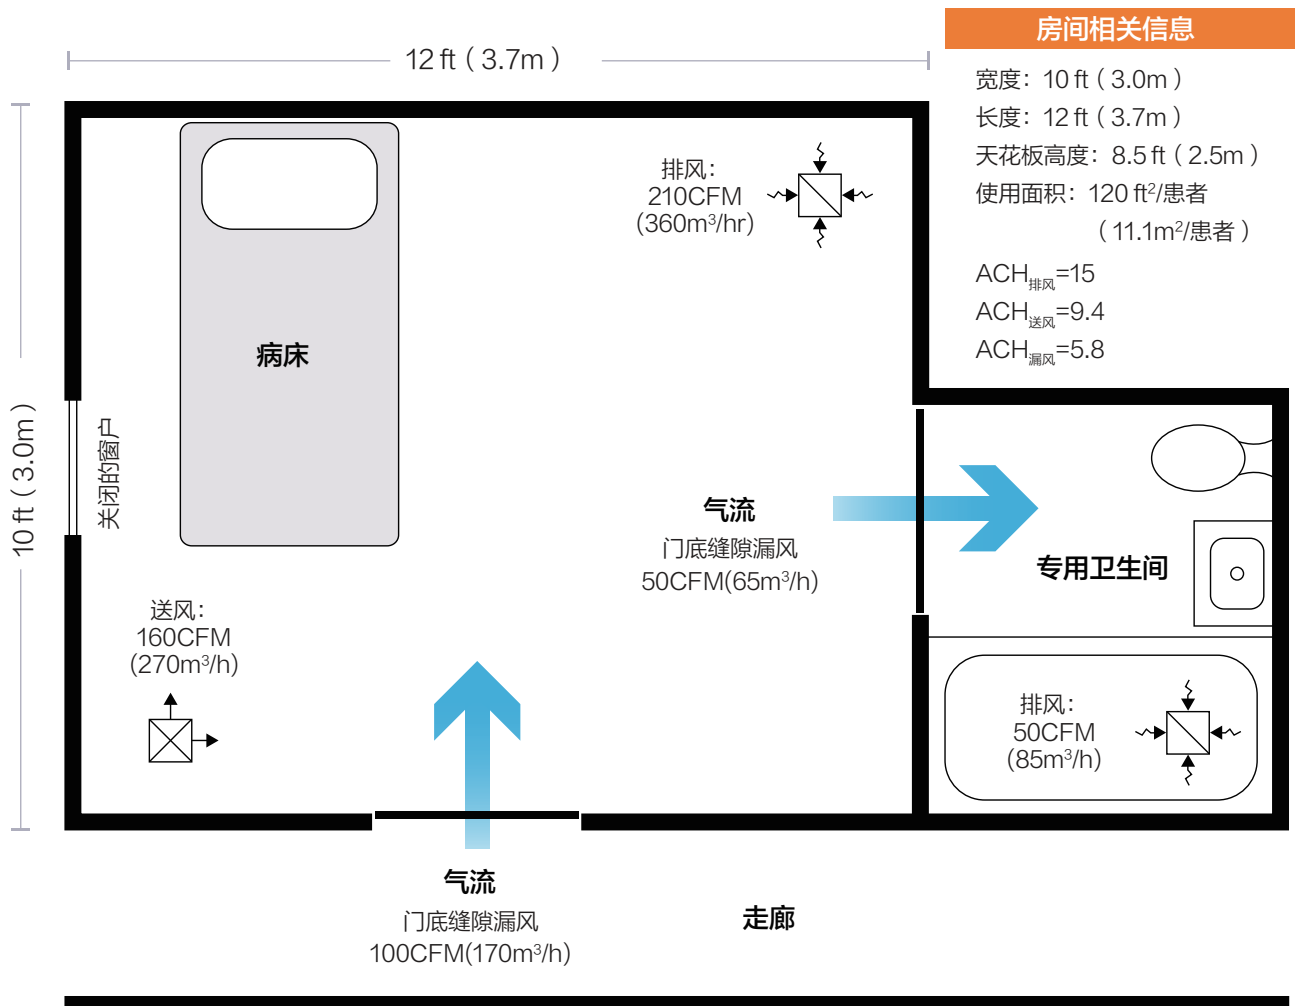 12 ft（3.7m）
房间相关信息
宽度：10 ft（3.0m）
长度：12 ft（3.7m）
天花板高度：8.5 ft（2.5m）
使用面积：120 ft²/患者
（11.1m²/患者）
ACH排风=15
ACH送风=9.4
ACH漏风=5.8
排风：
210CFM
(360m³/hr)
病床
10 ft（3.0m）
关闭的窗户
气流
门底缝隙漏风
50CFM(65m³/h)
专用卫生间
送风：
160CFM
(270m³/h)
排风：
50CFM
(85m³/h)
气流
门底缝隙漏风
100CFM(170m³/h)
走廊